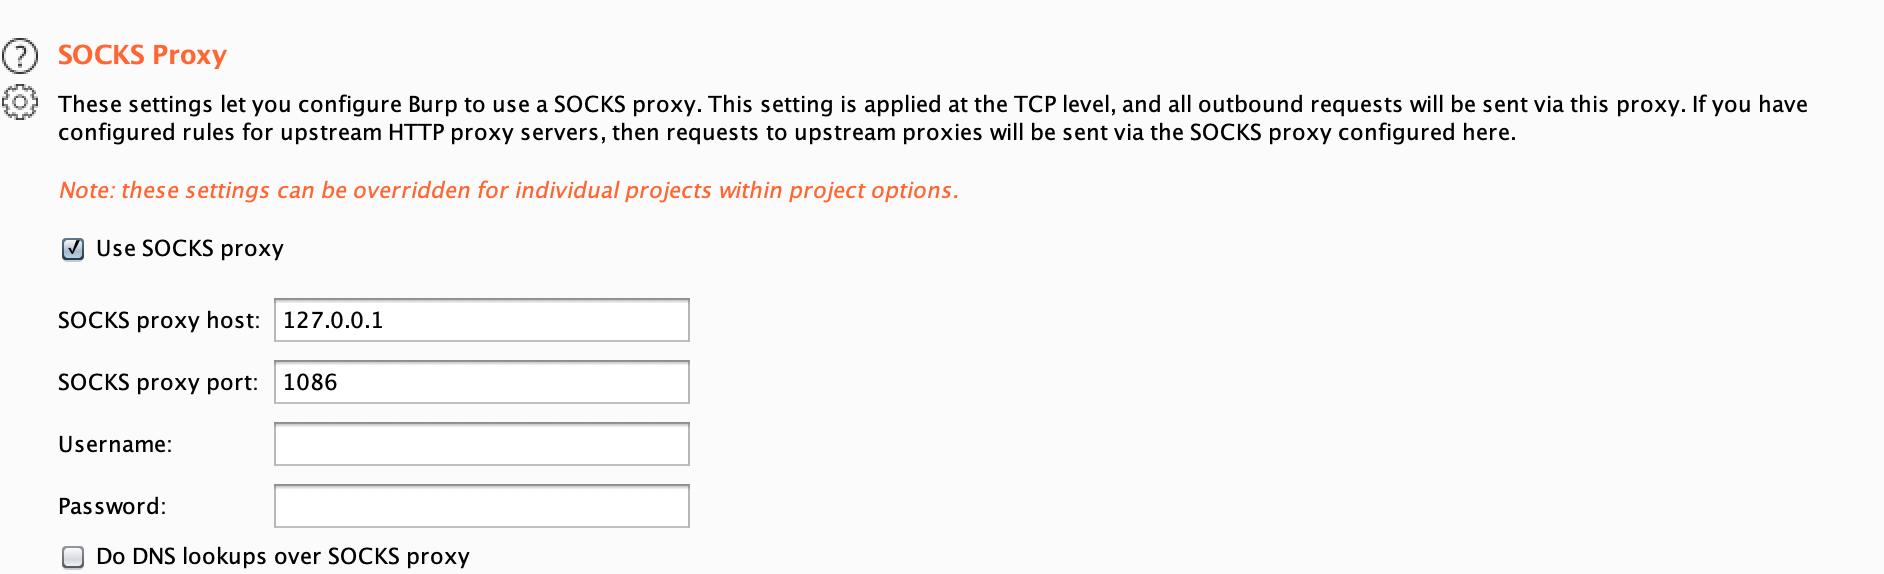 SOCKS Proxy
These settings let you configure Burp to use a SOCKS proxy. This setting is applied at the TCP level, and all outbound requests will be sent via this proxy. If you have
configured rules for upstream HTTP proxy servers, then requests to upstream proxies will be sent via the SOCKS proxy configured here.
Note: these settings can be overridden for individual projects within project options.
Use SOCKS proxy
SOCKS proxy host: 127.0.0.1
SOCKS proxy port: 1086
Username:
Password:
Do DNS lookups over SOCKS proxy